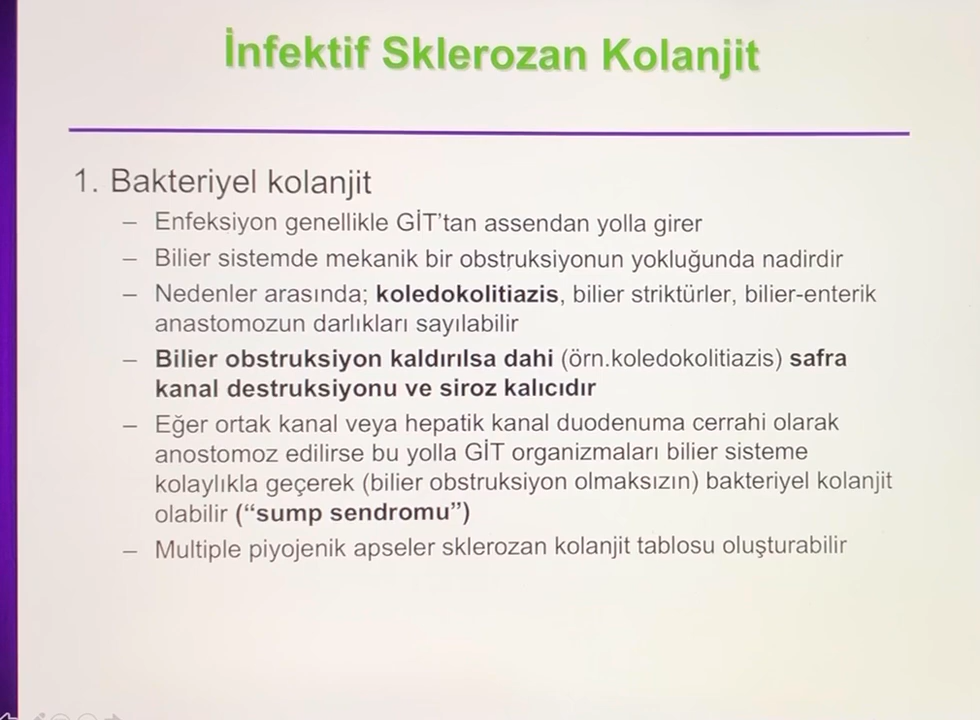 İnfektif Sklerozan Kolanjit
1. Bakteriyel kolanjit
– Enfeksiyon genellikle GİT'tan assendan yolla girer
– Bilier sistemde mekanik bir obstruksiyonun yokluğunda nadirdir
– Nedenler arasında; koledokolitiazis, bilier striktürler, bilier-enterik
anastomozun darlıkları sayılabilir
– Bilier obstruksiyon kaldırılsa dahi (örn.koledokolitiazis) safra
kanal destruksiyonu ve siroz kalıcıdır
– Eğer ortak kanal veya hepatik kanal duodenuma cerrahi olarak
anostomoz edilirse bu yolla GİT organizmaları bilier sisteme
kolaylıkla geçerek (bilier obstruksiyon olmaksızın) bakteriyel kolanjit
olabilir (“sump sendromu”)
– Multiple piyojenik apseler sklerozan kolanjit tablosu oluşturabilir